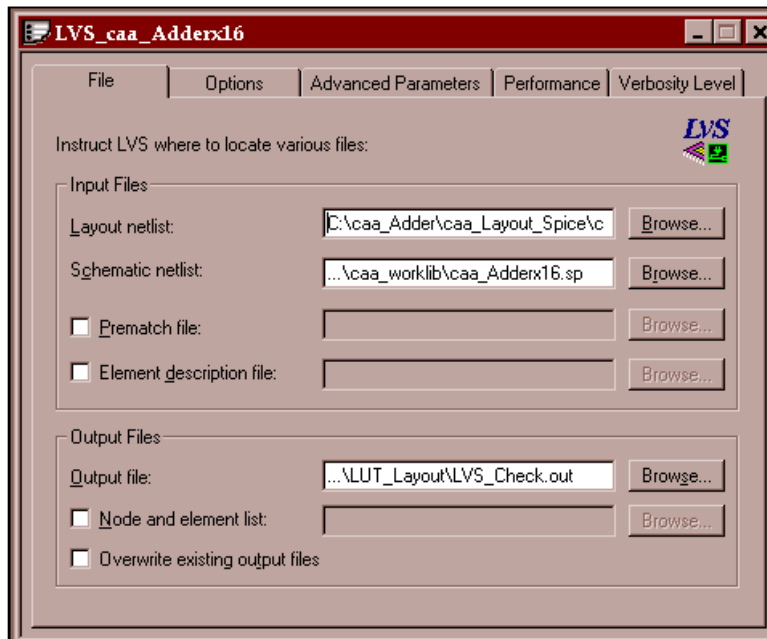 LVS_caa_Adderx16
File Options Advanced Parameters Performance Verbosity Level
LVS
Instruct LVS where to locate various files:
Input Files
Layout netlist: C:\caa_Adder\caa_Layout_Spice\c Browse...
Schematic netlist: ...\caa_worklib\caa_Adderx16.sp Browse...
Prematch file: Browse...
Element description file: Browse...
Output Files
Output file: ...\LUT_Layout\LVS_Check.out Browse...
Node and element list: Browse...
Overwrite existing output files